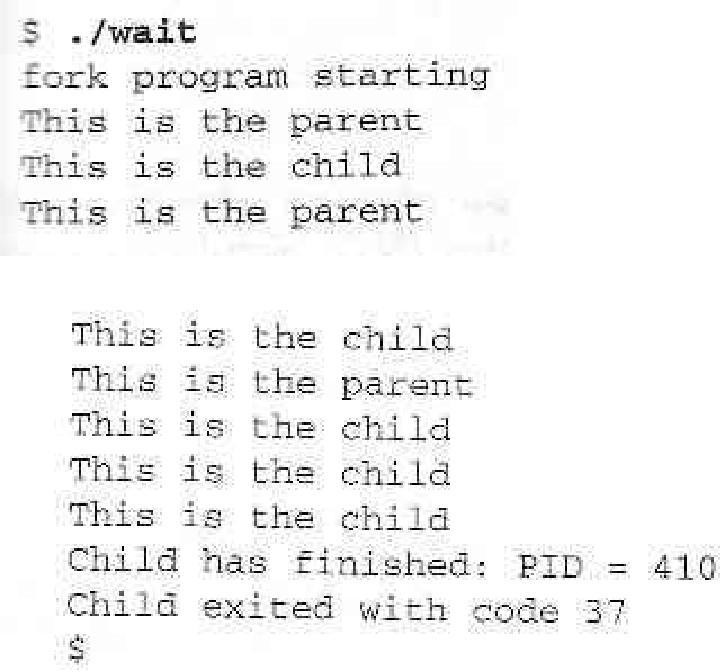 $ ./wait
fork program starting
This is the parent
This is the child
This is the parent
This is the child
This is the parent
This is the child
This is the child
This is the child
Child has finished: PID = 410
Child exited with code 37
$